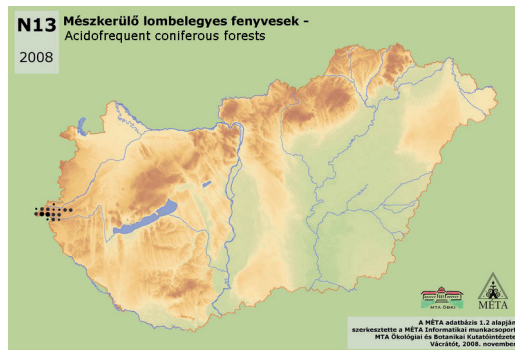 N13
2008
Mészkerülő lombelegyes fenyvesek -
Acidofrequent coniferous forests
MTA ÖBKI
MÉTA
A MÉTA adatbázis 1.2 alapján
szerkesztette a MÉTA Informatikai munkacsoport
MTA Ökológiai és Botanikai Kutatóintézete
Vácrátót, 2008. november